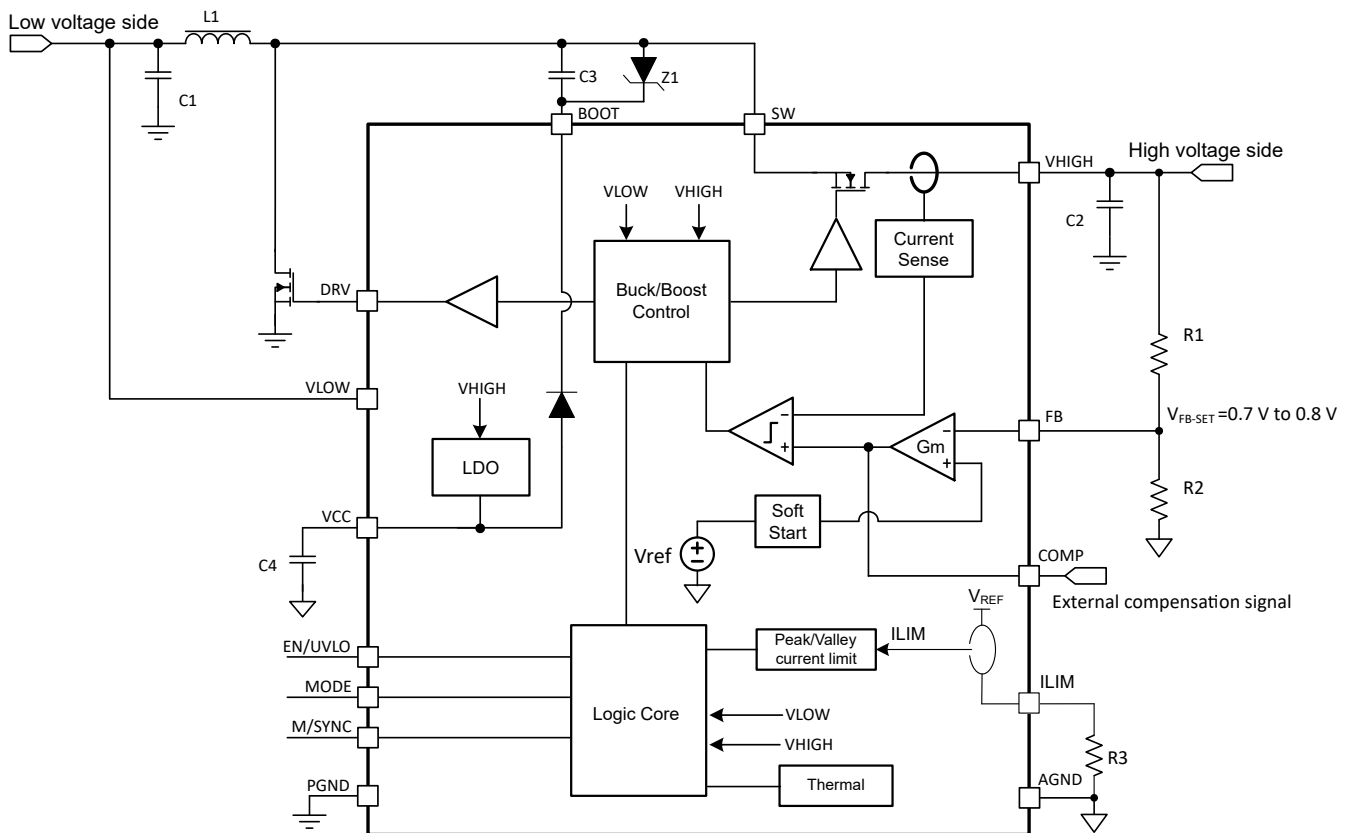 Low voltage side
L1
C1
C3
Z1
BOOT
SW
VHIGH
High voltage side
C2
VLOW
VHIGH
Current
Sense
Buck/Boost
Control
DRV
R1
VLOW
VHIGH
LDO
FB
V_FB-SET =0.7 V to 0.8 V
Gm
-
+
-
+
R2
VCC
Soft
Start
Vref
+
-
C4
COMP
External compensation signal
V_REF
EN/UVLO
Peak/Valley
current limit
ILIM
MODE
ILIM
M/SYNC
Logic Core
VLOW
VHIGH
R3
PGND
Thermal
AGND